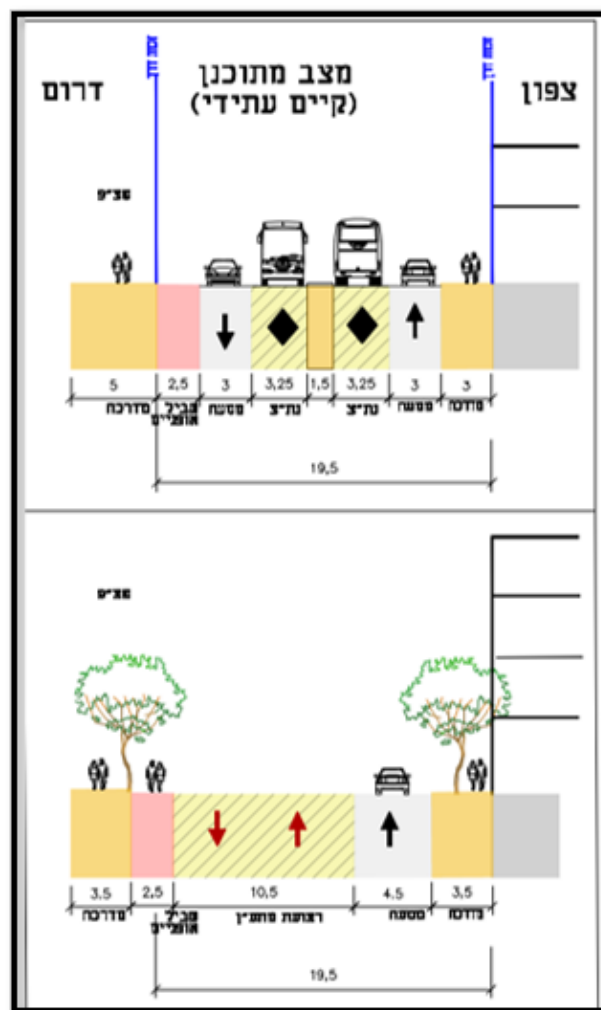 צפון
מצב מתוכנן
(קיים עתידי)
דרום
שצ"פ
3 3 3,25 1,5 3,25 3 2,5 5
מדרכה מסעה נת"צ נת"צ מסעה שביל מדרכה
אופניים
19,5
שצ"פ
3,5 4,5 10,5 2,5 3,5
מדרכה מסעה רצועת מתע"ן שביל מדרכה
אופניים
19,5